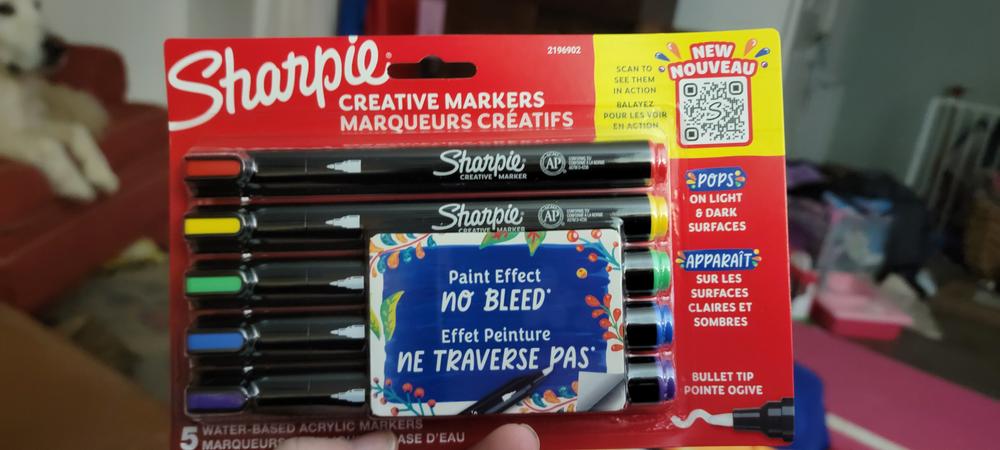 Sharpie®
2196902
CREATIVE MARKERS
MARQUEURS CRÉATIFS
SCAN TO
SEE THEM
IN ACTION
BALAYEZ
POUR LES VOIR
EN ACTION
NEW
NOUVEAU
Sharpie
CREATIVE MARKER
AP
Sharpie
CREATIVE MARKER
AP
POPS
ON LIGHT
& DARK
SURFACES
APPARAÎT
SUR LES
SURFACES
CLAIRES ET
SOMBRES
Paint Effect
NO BLEED*
Effet Peinture
NE TRAVERSE PAS*
BULLET TIP
POINTE OGIVE
5 WATER-BASED ACRYLIC MARKERS
MARQUEURS BASE D'EAU